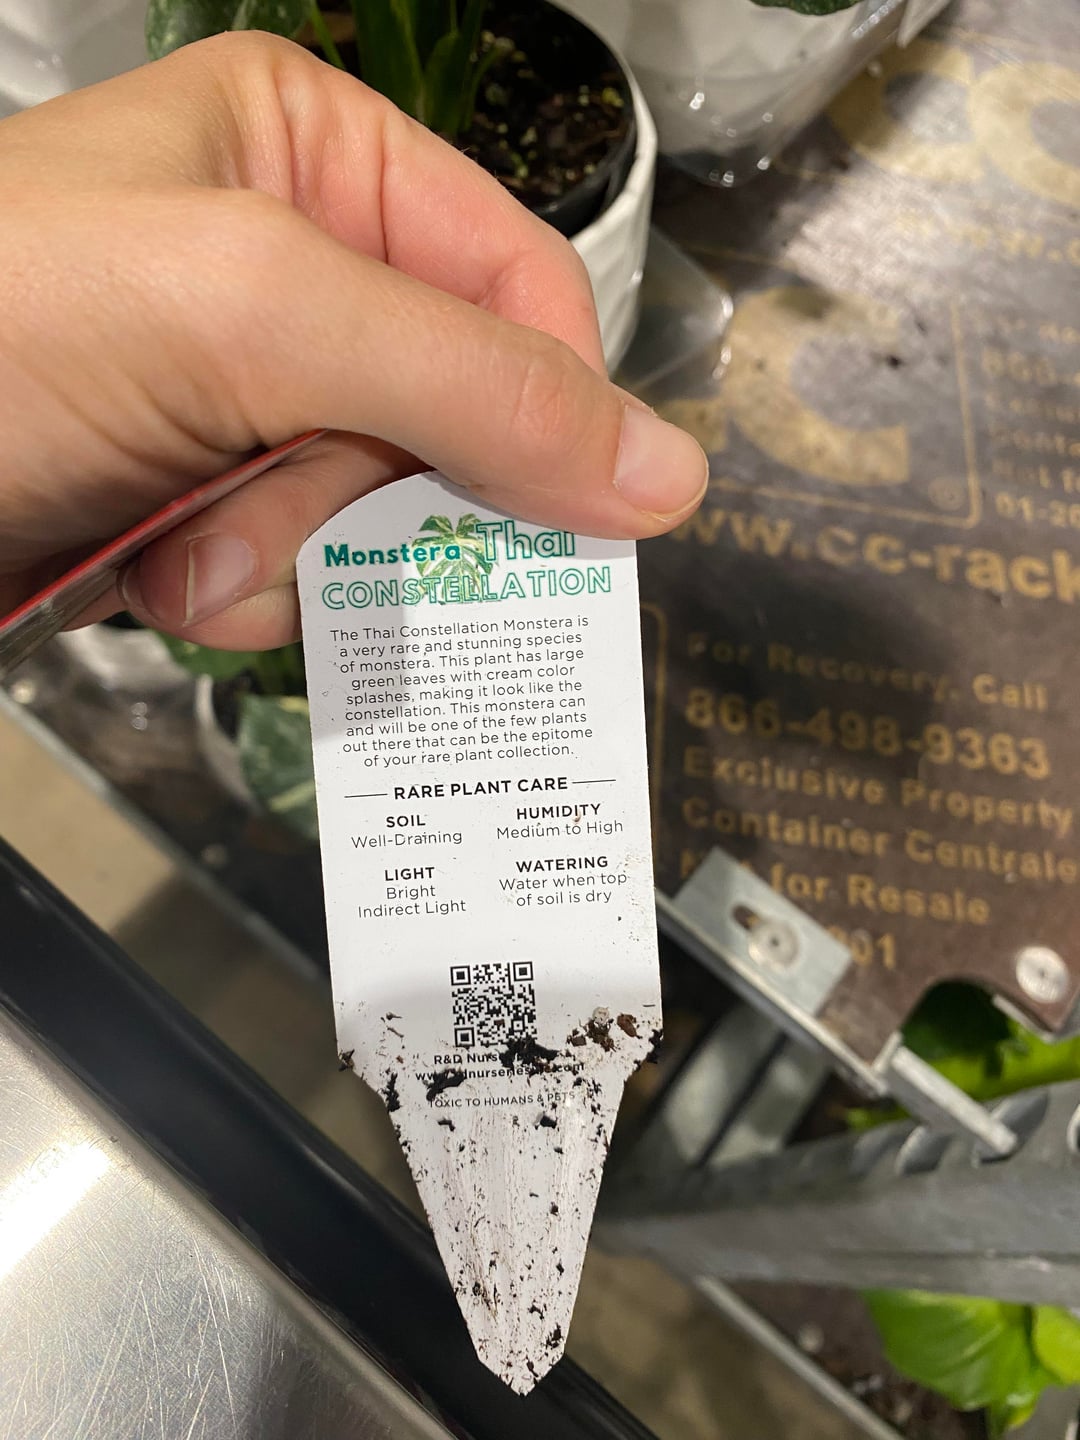 Monstera Thai
CONSTELLATION
The Thai Constellation Monstera is
a very rare and stunning species
of monstera. This plant has large
green leaves with cream color
splashes, making it look like the
constellation. This monstera can
and will be one of the few plants
out there that can be the epitome
of your rare plant collection.
RARE PLANT CARE
SOIL
Well-Draining
HUMIDITY
Medium to High
LIGHT
Bright
Indirect Light
WATERING
Water when top
of soil is dry
R&D
TOXIC TO HUMANS & PETS
www.cc-rack
For Recovery, Call
866-498-9363
Exclusive Property
Container Centrale
for Resale